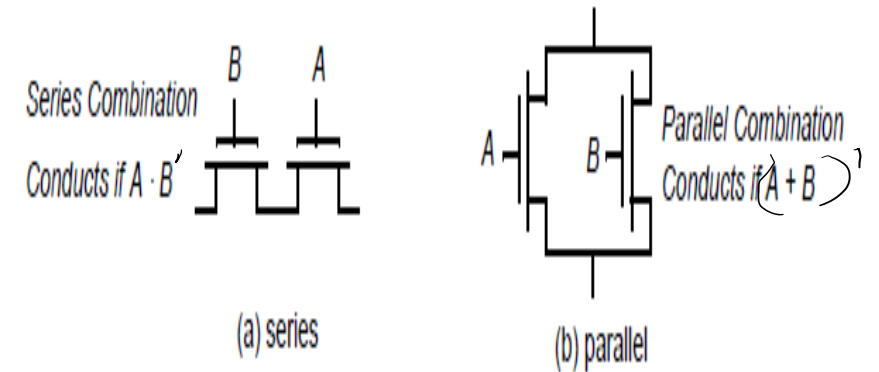 B A
Series Combination
Conducts if A · B'
(a) series
A B
Parallel Combination
Conducts if (A + B)'
(b) parallel